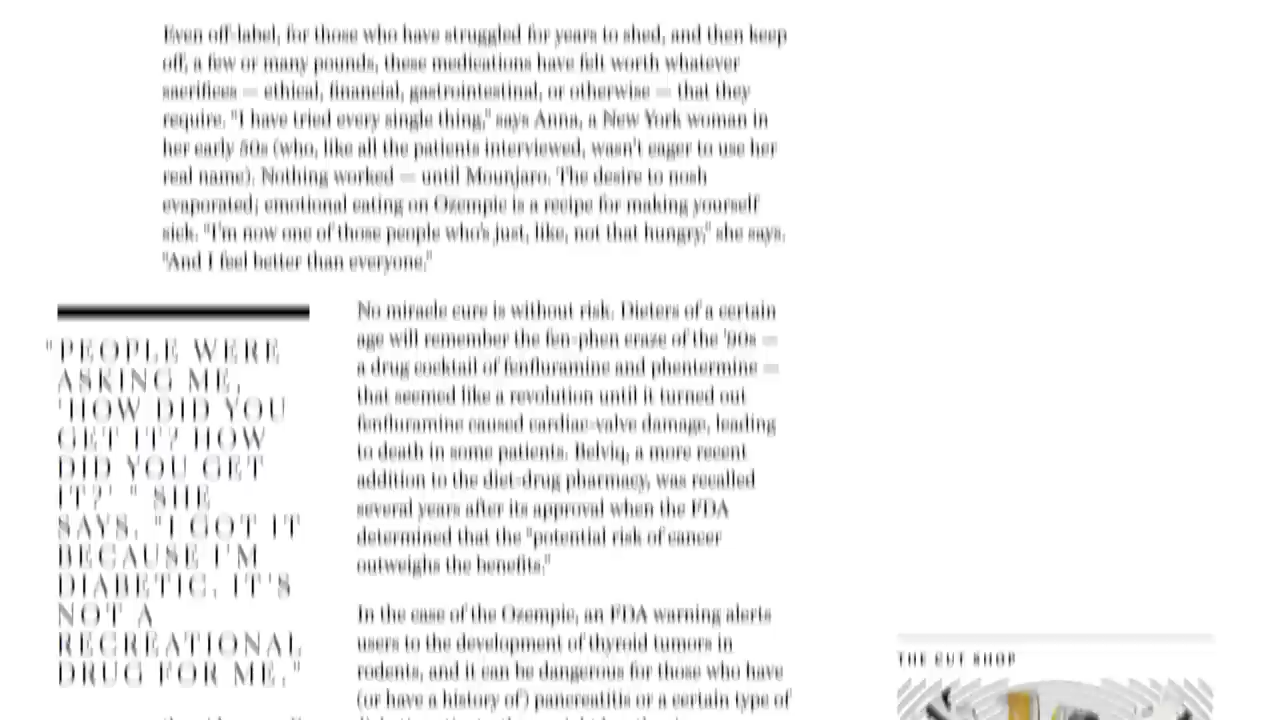 Even off-label, for those who have struggled for years to shed, and then keep
off, a few or many pounds, these medications have felt worth whatever
sacrifices — ethical, financial, gastrointestinal, or otherwise — that they
require. "I have tried every single thing," says Anna, a New York woman in
her early 50s (who, like all the patients interviewed, wasn't eager to use her
real name). Nothing worked — until Mounjaro. The desire to nosh
evaporated; emotional eating on Ozempic is a recipe for making yourself
sick. "I'm now one of those people who's just, like, not that hungry," she says.
"And I feel better than everyone."
"PEOPLE WERE
ASKING ME,
'HOW DID YOU
GET IT? HOW
DID YOU GET
IT?' " SHE
SAYS. "I GOT IT
BECAUSE I'M
DIABETIC. IT'S
NOT A
RECREATIONAL
DRUG FOR ME."
No miracle cure is without risk. Dieters of a certain
age will remember the fen-phen craze of the '90s —
a drug cocktail of fenfluramine and phentermine —
that seemed like a revolution until it turned out
fenfluramine caused cardiac-valve damage, leading
to death in some patients. Belviq, a more recent
addition to the diet-drug pharmacy, was recalled
several years after its approval when the FDA
determined that the "potential risk of cancer
outweighs the benefits."
In the case of the Ozempic, an FDA warning alerts
users to the development of thyroid tumors in
rodents, and it can be dangerous for those who have
(or have a history of) pancreatitis or a certain type of
THE CUT SHOP